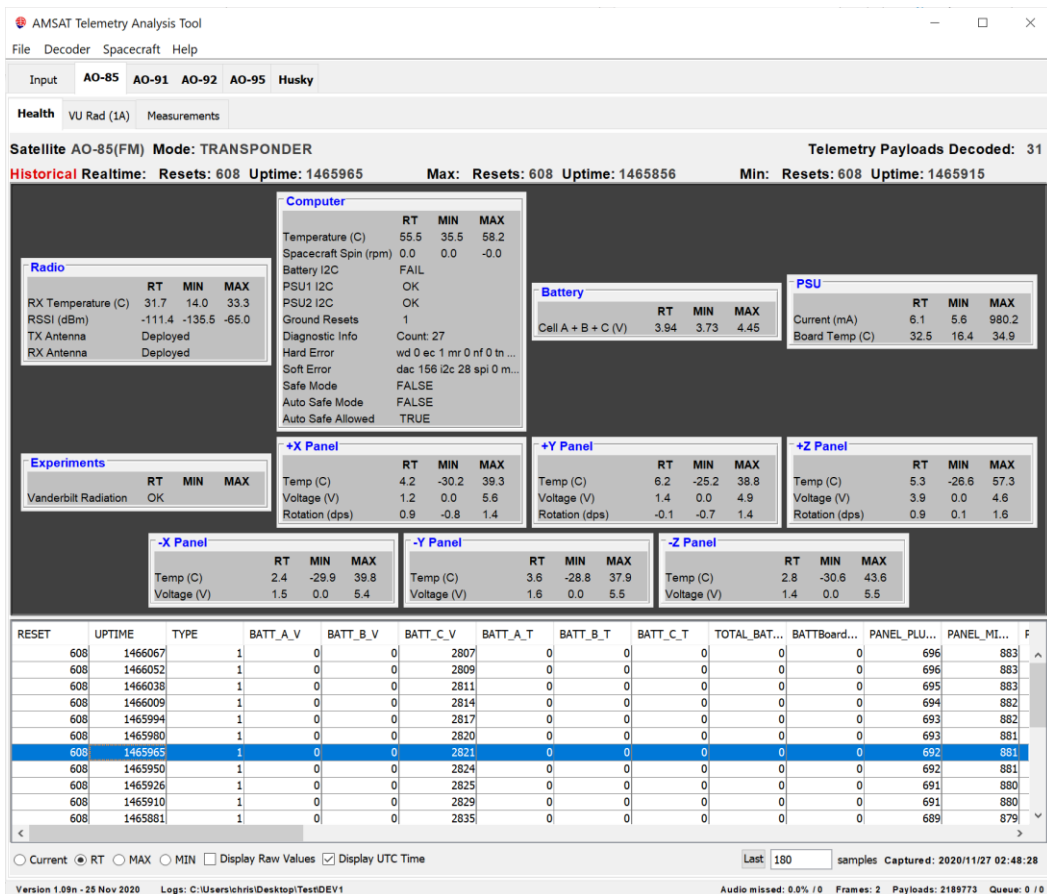 AMSAT Telemetry Analysis Tool
File Decoder Spacecraft Help
Input AO-85 AO-91 AO-92 AO-95 Husky
Health VU Rad (1A) Measurements
Satellite AO-85(FM) Mode: TRANSPONDER Telemetry Payloads Decoded: 31
Historical Realtime: Resets: 608 Uptime: 1465965 Max: Resets: 608 Uptime: 1465856 Min: Resets: 608 Uptime: 1465915
Computer
RT MIN MAX
Temperature (C) 55.5 35.5 58.2
Spacecraft Spin (rpm) 0.0 0.0 -0.0
Battery I2C FAIL
PSU1 I2C OK
PSU2 I2C OK
Ground Resets 1
Diagnostic Info Count: 27
Hard Error wd 0 ec 1 mr 0 nf 0 tn ...
Soft Error dac 156 i2c 28 spi 0 m...
Safe Mode FALSE
Auto Safe Mode FALSE
Auto Safe Allowed TRUE
Radio
RT MIN MAX
RX Temperature (C) 31.7 14.0 33.3
RSSI (dBm) -111.4 -135.5 -65.0
TX Antenna Deployed
RX Antenna Deployed
Battery
RT MIN MAX
Cell A + B + C (V) 3.94 3.73 4.45
PSU
RT MIN MAX
Current (mA) 6.1 5.6 980.2
Board Temp (C) 32.5 16.4 34.9
Experiments
RT MIN MAX
Vanderbilt Radiation OK
+X Panel
RT MIN MAX
Temp (C) 4.2 -30.2 39.3
Voltage (V) 1.2 0.0 5.6
Rotation (dps) 0.9 -0.8 1.4
+Y Panel
RT MIN MAX
Temp (C) 6.2 -25.2 38.8
Voltage (V) 1.4 0.0 4.9
Rotation (dps) -0.1 -0.7 1.4
+Z Panel
RT MIN MAX
Temp (C) 5.3 -26.6 57.3
Voltage (V) 3.9 0.0 4.6
Rotation (dps) 0.9 0.1 1.6
-X Panel
RT MIN MAX
Temp (C) 2.4 -29.9 39.8
Voltage (V) 1.5 0.0 5.4
-Y Panel
RT MIN MAX
Temp (C) 3.6 -28.8 37.9
Voltage (V) 1.6 0.0 5.5
-Z Panel
RT MIN MAX
Temp (C) 2.8 -30.6 43.6
Voltage (V) 1.4 0.0 5.5
RESET UPTIME TYPE BATT_A_V BATT_B_V BATT_C_V BATT_A_T BATT_B_T BATT_C_T TOTAL_BAT... BATTBoard... PANEL_PLU... PANEL_MI...
608 1466067 1 0 0 2807 0 0 0 0 0 696 883
608 1466052 1 0 0 2809 0 0 0 0 0 696 883
608 1466038 1 0 0 2811 0 0 0 0 0 695 883
608 1466009 1 0 0 2814 0 0 0 0 0 694 882
608 1465994 1 0 0 2817 0 0 0 0 0 693 882
608 1465980 1 0 0 2820 0 0 0 0 0 693 881
608 1465965 1 0 0 2821 0 0 0 0 0 692 881
608 1465950 1 0 0 2824 0 0 0 0 0 692 881
608 1465926 1 0 0 2825 0 0 0 0 0 691 880
608 1465910 1 0 0 2829 0 0 0 0 0 691 880
608 1465881 1 0 0 2835 0 0 0 0 0 689 879
Current RT MAX MIN Display Raw Values Display UTC Time Last 180 samples Captured: 2020/11/27 02:48:28
Version 1.09n - 25 Nov 2020 Logs: C:\Users\chris\Desktop\Test\DEV1 Audio missed: 0.0% / 0 Frames: 2 Payloads: 2189773 Queue: 0 / 0